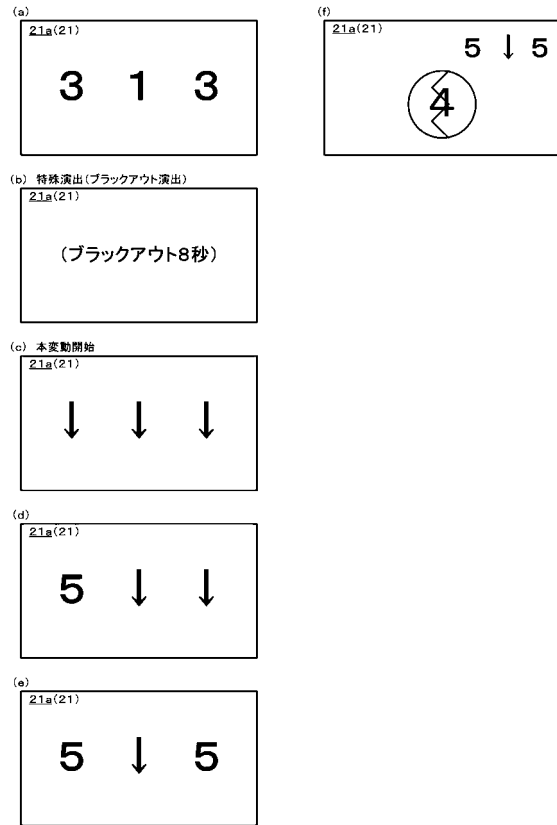 (a)
21a(21)
3 1 3
(b) 特殊演出(ブラックアウト演出)
21a(21)
(ブラックアウト8秒)
(c) 本変動開始
21a(21)
↓ ↓ ↓
(d)
21a(21)
5 ↓ ↓
(e)
21a(21)
5 ↓ 5
(f)
21a(21)
5 ↓ 5
4